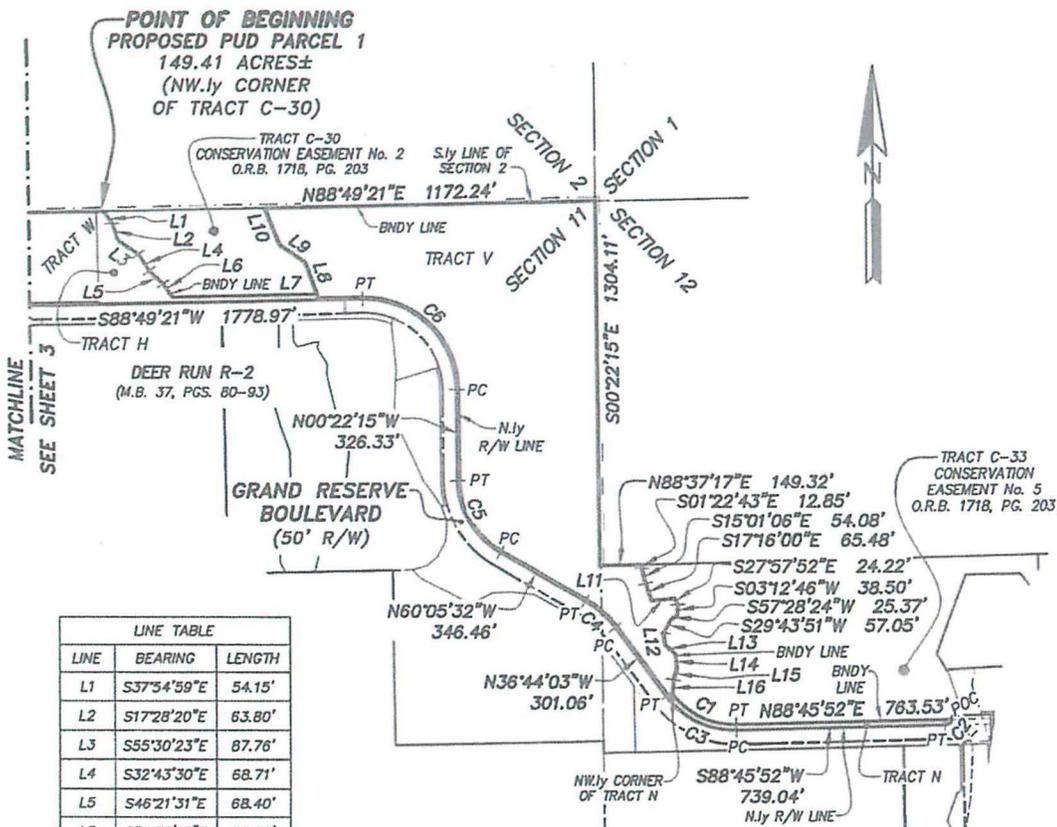 POINT OF BEGINNING
PROPOSED PUD PARCEL 1
149.41 ACRES±
(NW.ly CORNER
OF TRACT C-30)
TRACT C-30
CONSERVATION EASEMENT No. 2
O.R.B. 1718, PG. 203
S.ly LINE OF
SECTION 2
N88°49'21"E 1172.24'
SECTION 2
SECTION 1
SECTION 11
SECTION 12
N
BNDY LINE
TRACT V
TRACT W
L1
L2
L3
L4
L5
L6
BNDY LINE
L7
L8
L9
L10
PT
C6
S88°49'21"W 1778.97'
TRACT H
MATCHLINE
SEE SHEET 3
DEER RUN R-2
(M.B. 37, PGS. 80-93)
S00°22'15"E 1304.11'
PC
N00°22'15"W
326.33'
N.ly
R/W LINE
PT
GRAND RESERVE
BOULEVARD
(50' R/W)
C5
PC
N60°05'32"W
346.46'
L11
PT
C4
PC
L12
N36°44'03"W
301.06'
PT
N88°37'17"E 149.32'
S01°22'43"E 12.85'
S15°01'06"E 54.08'
S17°16'00"E 65.48'
S27°57'52"E 24.22'
S03°12'46"W 38.50'
S57°28'24"W 25.37'
S29°43'51"W 57.05'
L13
BNDY LINE
L14
L15
L16
TRACT C-33
CONSERVATION
EASEMENT No. 5
O.R.B. 1718, PG. 203
BNDY
LINE
C1
PT
N88°45'52"E 763.53'
POC
C2
C3
PC
PT
NW.ly CORNER
OF TRACT N
S88°45'52"W
739.04'
TRACT N
N.ly R/W LINE
LINE TABLE
LINE BEARING LENGTH
L1 S37°54'59"E 54.15'
L2 S17°28'20"E 63.80'
L3 S55°30'23"E 87.76'
L4 S32°43'30"E 68.71'
L5 S46°21'31"E 68.40'